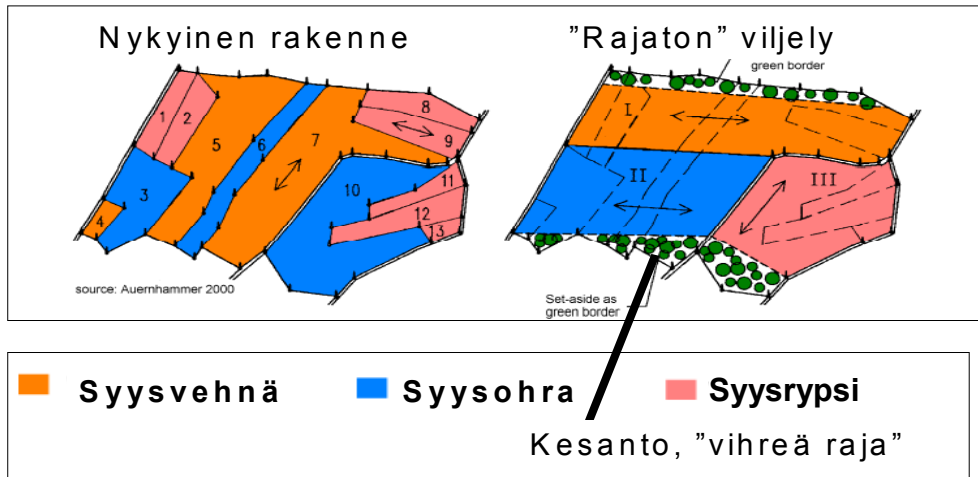 Nykyinen rakenne
"Rajaton" viljely
green border
1 2 3 4 5 6 7 8 9 10 11 12 13
source: Auernhammer 2000
I
II
III
Set-aside as
green border
Syysvehnä
Syysohra
Syysrypsi
Kesanto, "vihreä raja"